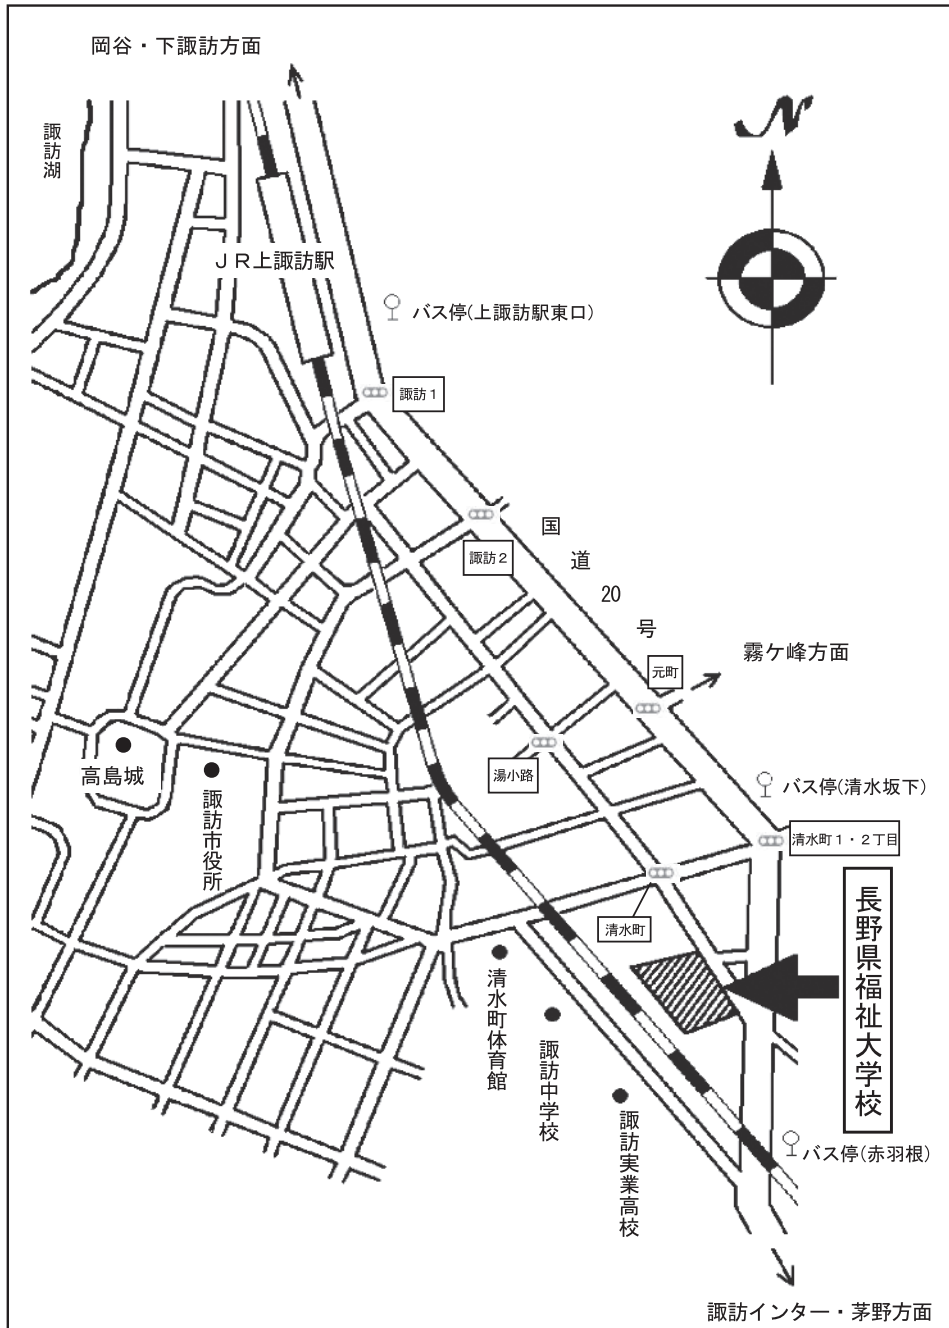 岡谷・下諏訪方面
諏訪湖
N
ＪＲ上諏訪駅
バス停(上諏訪駅東口)
諏訪１
諏訪２
国道20号
元町
霧ケ峰方面
湯小路
高島城
諏訪市役所
バス停(清水坂下)
清水町１・２丁目
清水町
長野県福祉大学校
清水町体育館
諏訪中学校
諏訪実業高校
バス停(赤羽根)
諏訪インター・茅野方面